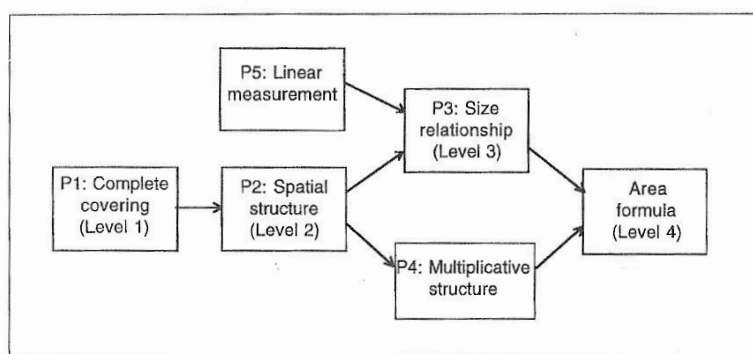 P5: Linear
measurement
P3: Size
relationship
(Level 3)
P1: Complete
covering
(Level 1)
P2: Spatial
structure
(Level 2)
Area
formula
(Level 4)
P4: Multiplicative
structure